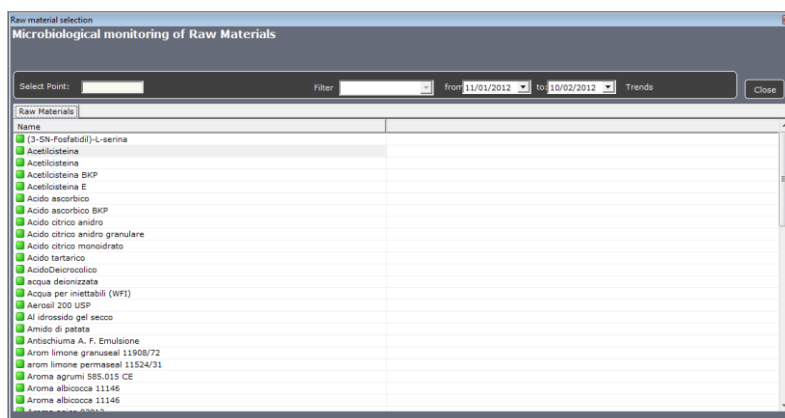 Raw material selection
Microbiological monitoring of Raw Materials
Select Point: Filter from 11/01/2012 to: 10/02/2012 Trends Close
Raw Materials
Name
(3-SN-Fosfatidil)-L-serina
Acetilcisteina
Acetilcisteina
Acetilcisteina BKP
Acetilcisteina E
Acido ascorbico
Acido ascorbico BKP
Acido citrico anidro
Acido citrico anidro granulare
Acido citrico monoidrato
Acido tartarico
AcidoDeicrocolico
acqua deionizzata
Acqua per iniettabili (WFI)
Aerosil 200 USP
Al idrossido gel secco
Amido di patata
Antischiuma A. F. Emulsione
Arom limone granuseal 11908/72
arom limone permaseal 11524/31
Aroma agrumi 585.015 CE
Aroma albicocca 11146
Aroma albicocca 11146